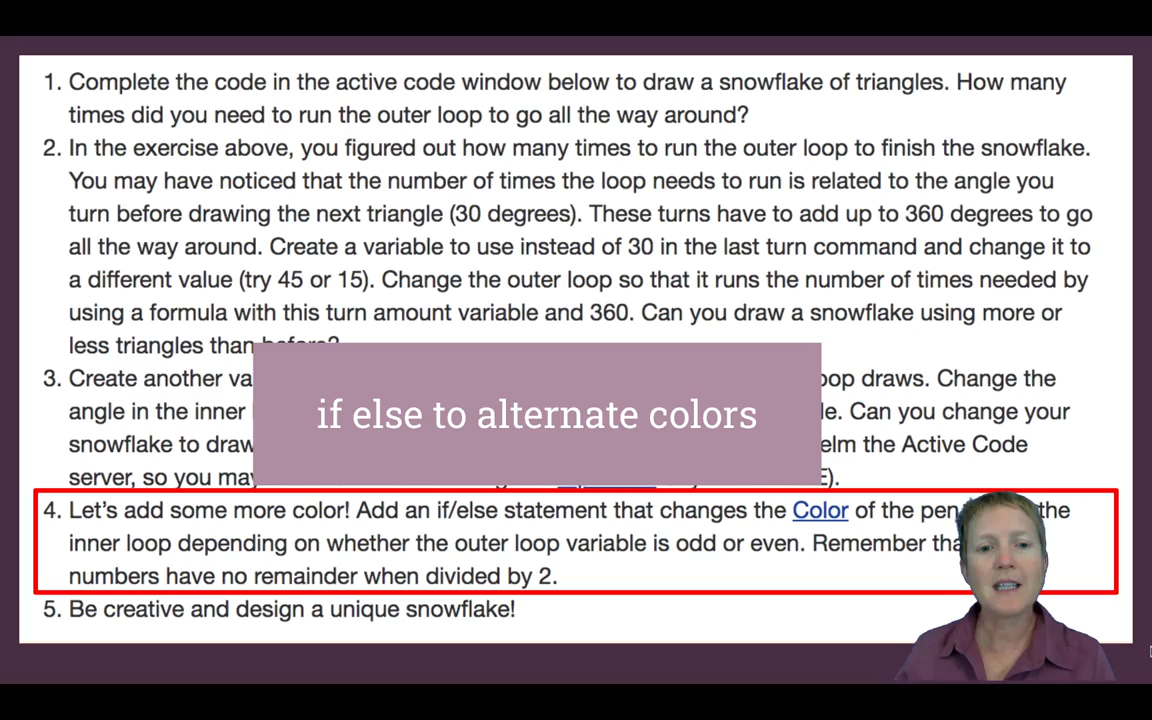 1. Complete the code in the active code window below to draw a snowflake of triangles. How many
times did you need to run the outer loop to go all the way around?
2. In the exercise above, you figured out how many times to run the outer loop to finish the snowflake.
You may have noticed that the number of times the loop needs to run is related to the angle you
turn before drawing the next triangle (30 degrees). These turns have to add up to 360 degrees to go
all the way around. Create a variable to use instead of 30 in the last turn command and change it to
a different value (try 45 or 15). Change the outer loop so that it runs the number of times needed by
using a formula with this turn amount variable and 360. Can you draw a snowflake using more or
less triangles than before?
3. Create another va oop draws. Change the
angle in the inner le. Can you change your
if else to alternate colors
snowflake to draw elm the Active Code
server, so you may E).
4. Let's add some more color! Add an if/else statement that changes the Color of the pen the
inner loop depending on whether the outer loop variable is odd or even. Remember tha
numbers have no remainder when divided by 2.
5. Be creative and design a unique snowflake!